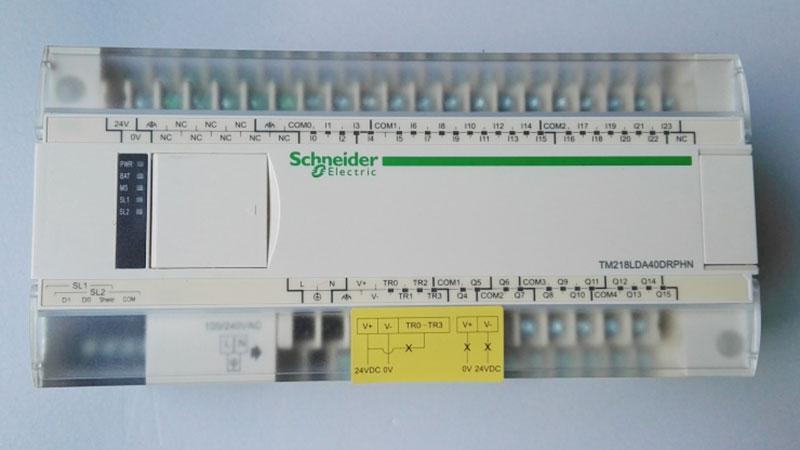 24V NC NC COM0 I1 I3 COM1 I6 I8 I10 I12 I14 COM2 I17 I19 I21 I23
0V NC NC NC NC I0 I2 I4 I5 I7 I9 I11 I13 I15 I16 I18 I20 I22 NC
Schneider
Electric
PWR
BAT
MS
SL1
SL2
TM218LDA40DRPHN
SL1
SL2
D1 D0 Shield COM
L N V+ TR0 TR2 COM1 Q5 Q6 COM3 Q9 Q11 Q12 Q14
V- TR1 TR3 Q4 COM2 Q7 Q8 Q10 COM4 Q13 Q15
100/240VAC
L N
V+ V- TR0~TR3 V+ V-
X X X
24VDC 0V 0V 24VDC